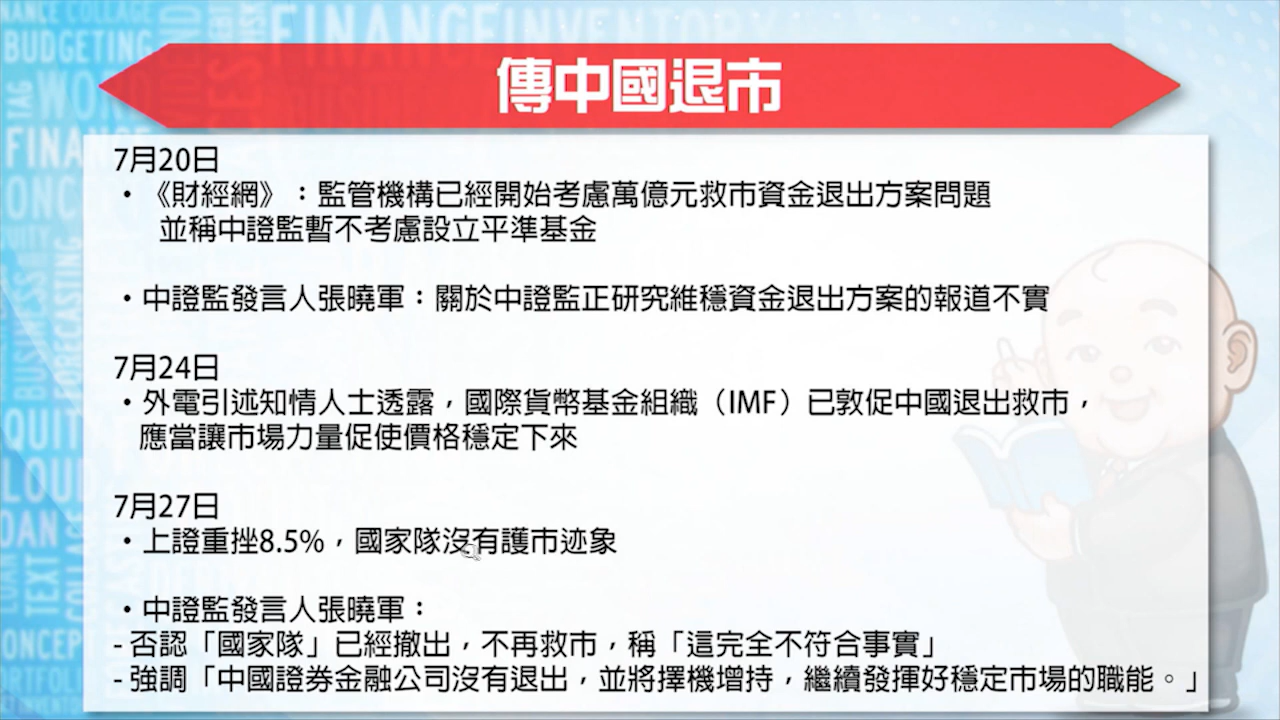 FINANCE INVENTORY
NANCE COLLAGE
BUDGETING
傳中國退市
7月20日
・《財經網》：監管機構已經開始考慮萬億元救市資金退出方案問題
並稱中證監暫不考慮設立平準基金
・中證監發言人張曉軍：關於中證監正研究維穩資金退出方案的報道不實
7月24日
・外電引述知情人士透露，國際貨幣基金組織（IMF）已敦促中國退出救市，
應當讓市場力量促使價格穩定下來
7月27日
・上證重挫8.5%，國家隊沒有護市迹象
・中證監發言人張曉軍：
- 否認「國家隊」已經撤出，不再救市，稱「這完全不符合事實」
- 強調「中國證券金融公司沒有退出，並將擇機增持，繼續發揮好穩定市場的職能。」